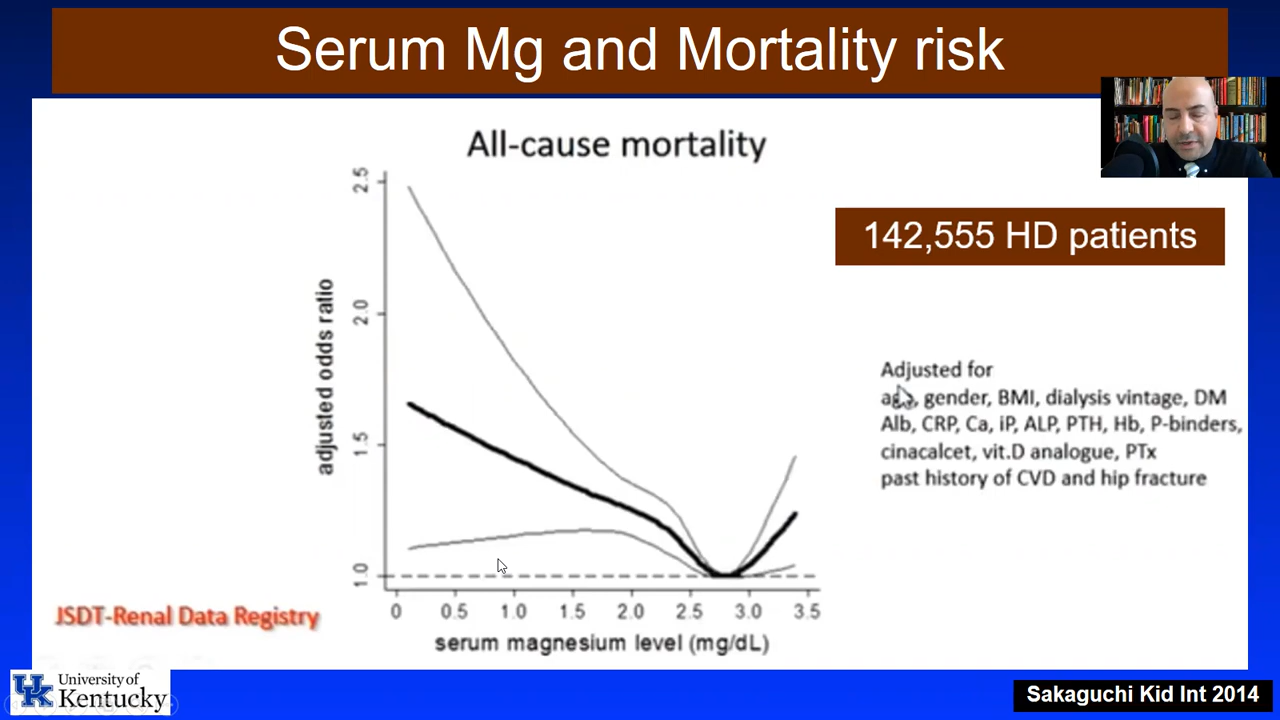 Serum Mg and Mortality risk
All-cause mortality
142,555 HD patients
adjusted odds ratio
2.5
2.0
1.5
1.0
0 0.5 1.0 1.5 2.0 2.5 3.0 3.5
serum magnesium level (mg/dL)
Adjusted for
age, gender, BMI, dialysis vintage, DM
Alb, CRP, Ca, iP, ALP, PTH, Hb, P-binders,
cinacalcet, vit.D analogue, PTx
past history of CVD and hip fracture
JSDT-Renal Data Registry
UK
University of
Kentucky
Sakaguchi Kid Int 2014